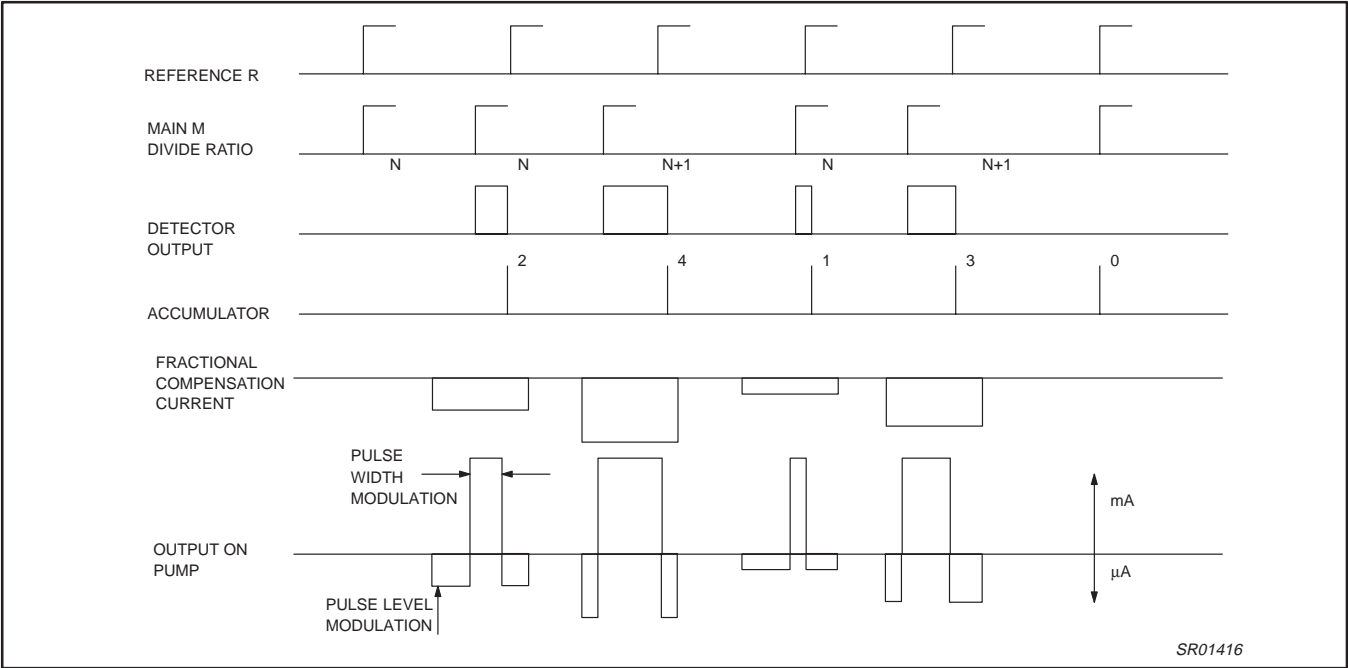 REFERENCE R
MAIN M
DIVIDE RATIO
N N N+1 N N+1
DETECTOR
OUTPUT
2 4 1 3 0
ACCUMULATOR
FRACTIONAL
COMPENSATION
CURRENT
PULSE
WIDTH
MODULATION
mA
OUTPUT ON
PUMP
µA
PULSE LEVEL
MODULATION
SR01416